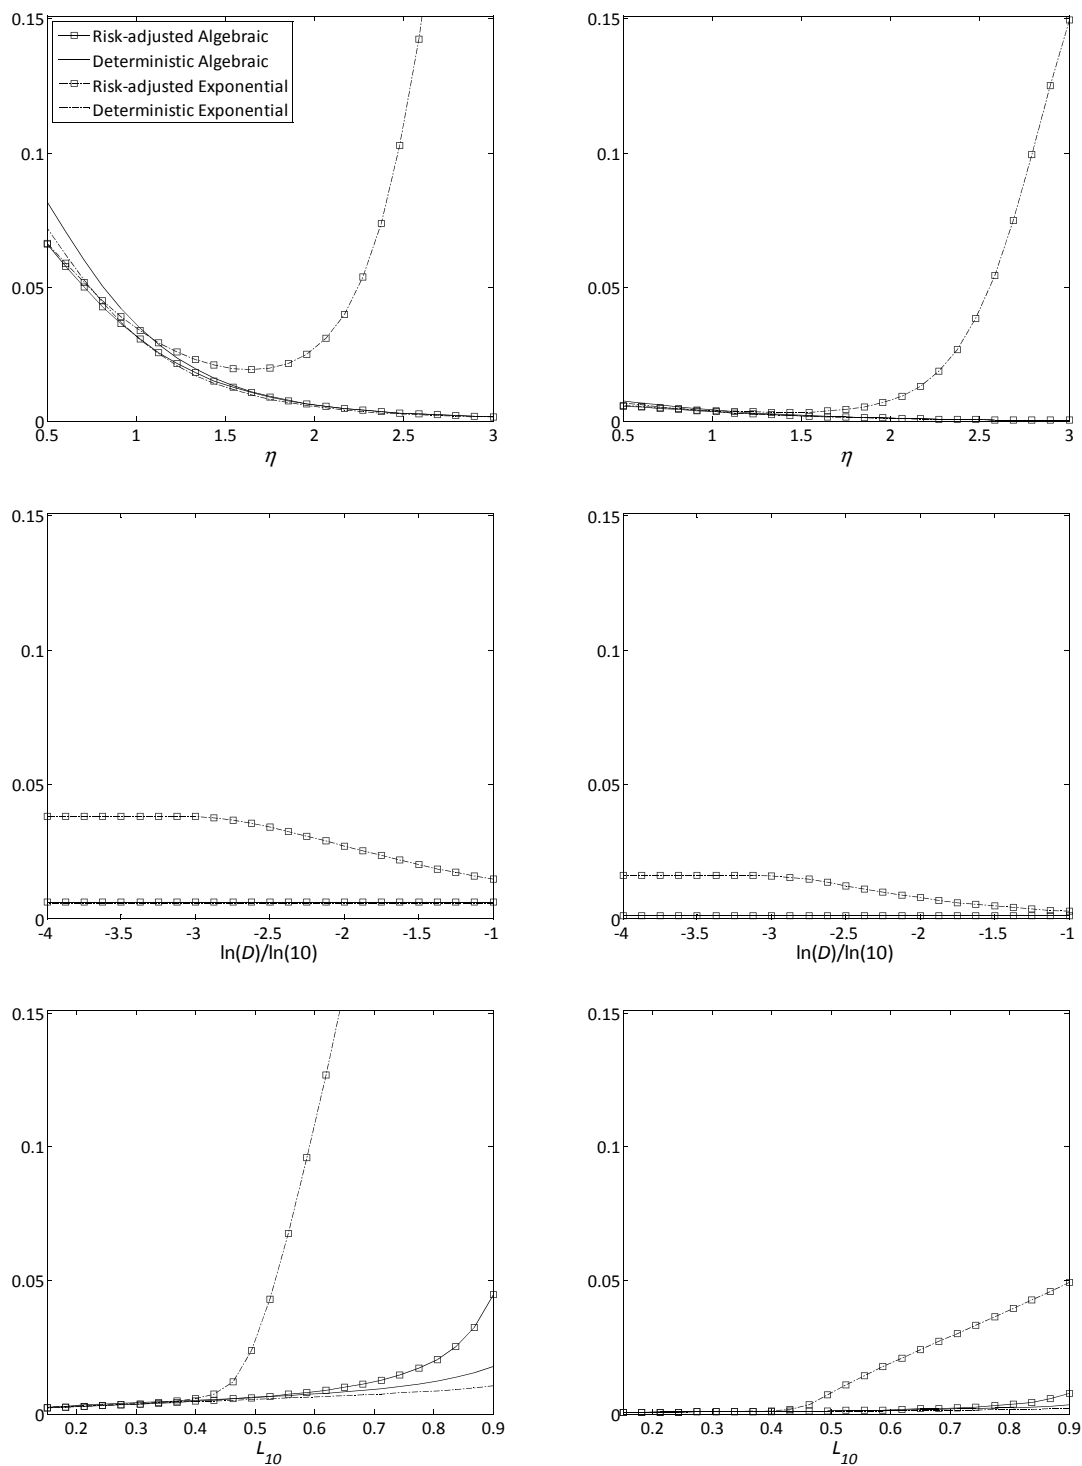 0.15
Risk-adjusted Algebraic
Deterministic Algebraic
Risk-adjusted Exponential
Deterministic Exponential
0.1
0.05
0
0.5 1 1.5 2 2.5 3
η
0.15
0.1
0.05
0
0.5 1 1.5 2 2.5 3
η
0.15
0.1
0.05
0
-4 -3.5 -3 -2.5 -2 -1.5 -1
ln(D)/ln(10)
0.15
0.1
0.05
0
-4 -3.5 -3 -2.5 -2 -1.5 -1
ln(D)/ln(10)
0.15
0.1
0.05
0
0.2 0.3 0.4 0.5 0.6 0.7 0.8 0.9
L10
0.15
0.1
0.05
0
0.2 0.3 0.4 0.5 0.6 0.7 0.8 0.9
L10